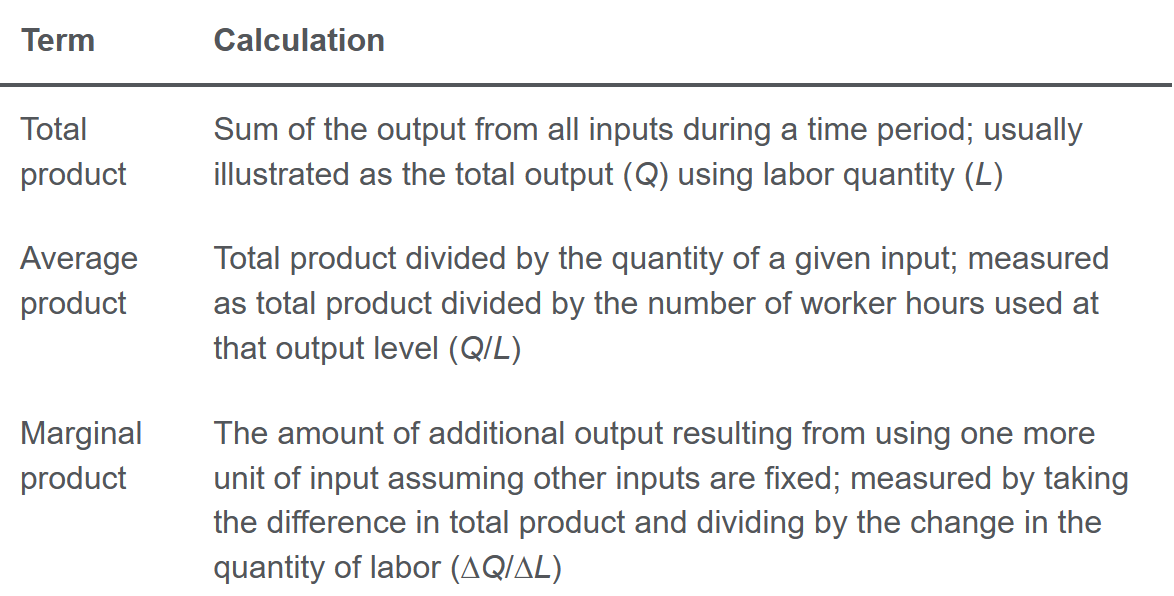 Term Calculation
Total
product
Sum of the output from all inputs during a time period; usually
illustrated as the total output (Q) using labor quantity (L)
Average
product
Total product divided by the quantity of a given input; measured
as total product divided by the number of worker hours used at
that output level (Q/L)
Marginal
product
The amount of additional output resulting from using one more
unit of input assuming other inputs are fixed; measured by taking
the difference in total product and dividing by the change in the
quantity of labor (ΔQ/ΔL)